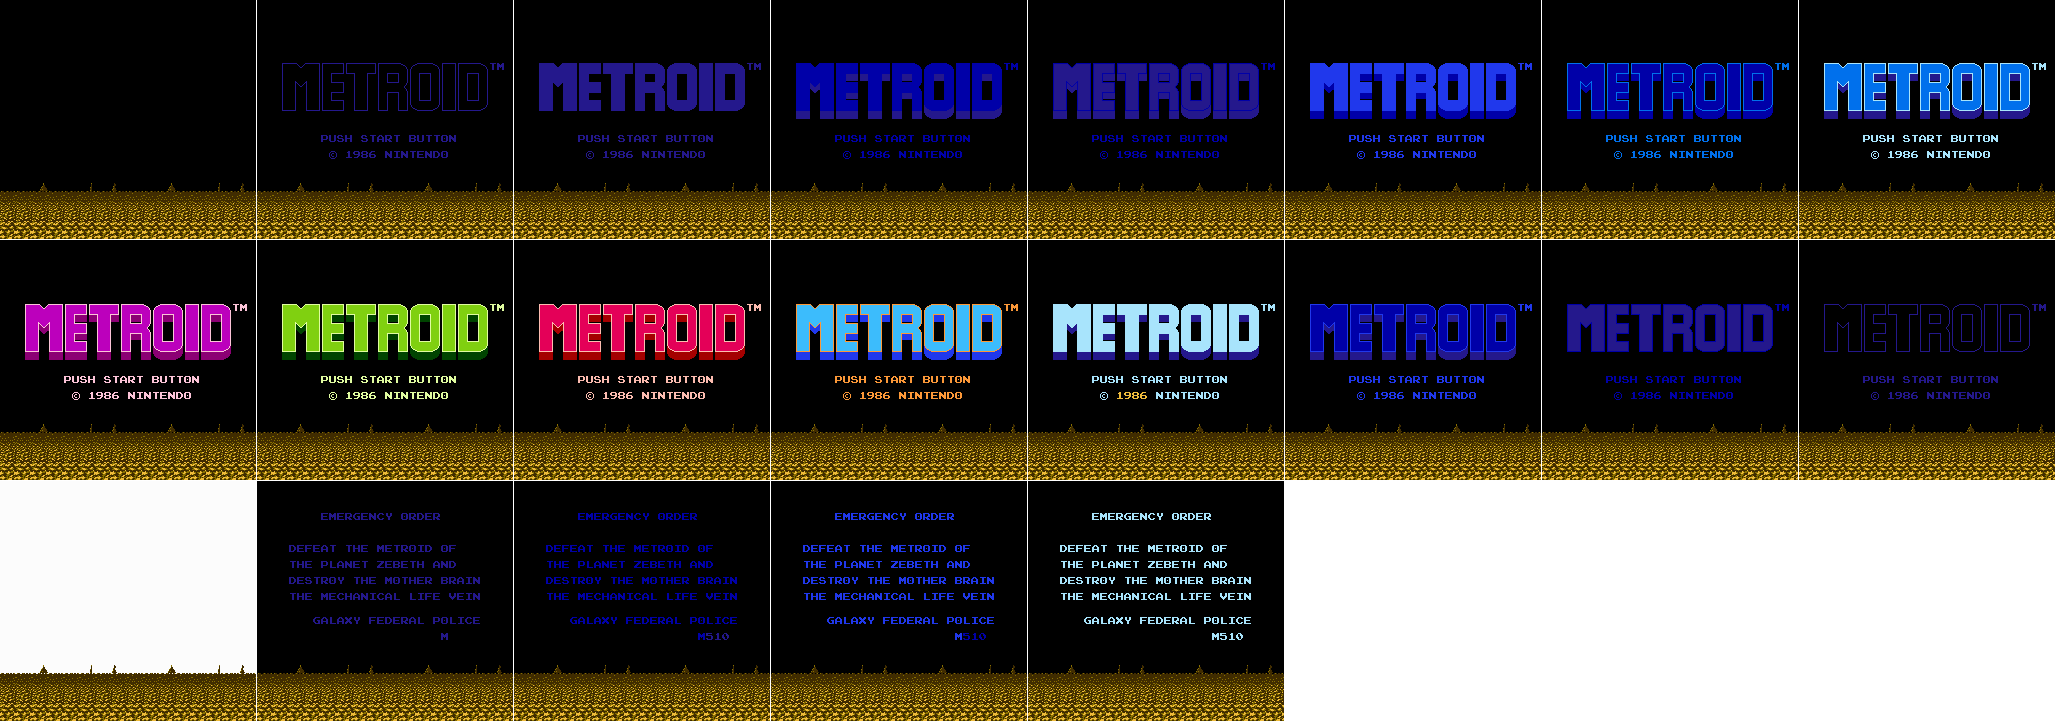 METROID™
PUSH START BUTTON
© 1986 NINTENDO
METROID™
PUSH START BUTTON
© 1986 NINTENDO
METROID™
PUSH START BUTTON
© 1986 NINTENDO
METROID™
PUSH START BUTTON
© 1986 NINTENDO
METROID™
PUSH START BUTTON
© 1986 NINTENDO
METROID™
PUSH START BUTTON
© 1986 NINTENDO
METROID™
PUSH START BUTTON
© 1986 NINTENDO
METROID™
PUSH START BUTTON
© 1986 NINTENDO
METROID™
PUSH START BUTTON
© 1986 NINTENDO
METROID™
PUSH START BUTTON
© 1986 NINTENDO
METROID™
PUSH START BUTTON
© 1986 NINTENDO
METROID™
PUSH START BUTTON
© 1986 NINTENDO
METROID™
PUSH START BUTTON
© 1986 NINTENDO
METROID™
PUSH START BUTTON
© 1986 NINTENDO
METROID™
PUSH START BUTTON
© 1986 NINTENDO
EMERGENCY ORDER
DEFEAT THE METROID OF
THE PLANET ZEBETH AND
DESTROY THE MOTHER BRAIN
THE MECHANICAL LIFE VEIN
GALAXY FEDERAL POLICE
M
EMERGENCY ORDER
DEFEAT THE METROID OF
THE PLANET ZEBETH AND
DESTROY THE MOTHER BRAIN
THE MECHANICAL LIFE VEIN
GALAXY FEDERAL POLICE
M510
EMERGENCY ORDER
DEFEAT THE METROID OF
THE PLANET ZEBETH AND
DESTROY THE MOTHER BRAIN
THE MECHANICAL LIFE VEIN
GALAXY FEDERAL POLICE
M510
EMERGENCY ORDER
DEFEAT THE METROID OF
THE PLANET ZEBETH AND
DESTROY THE MOTHER BRAIN
THE MECHANICAL LIFE VEIN
GALAXY FEDERAL POLICE
M510